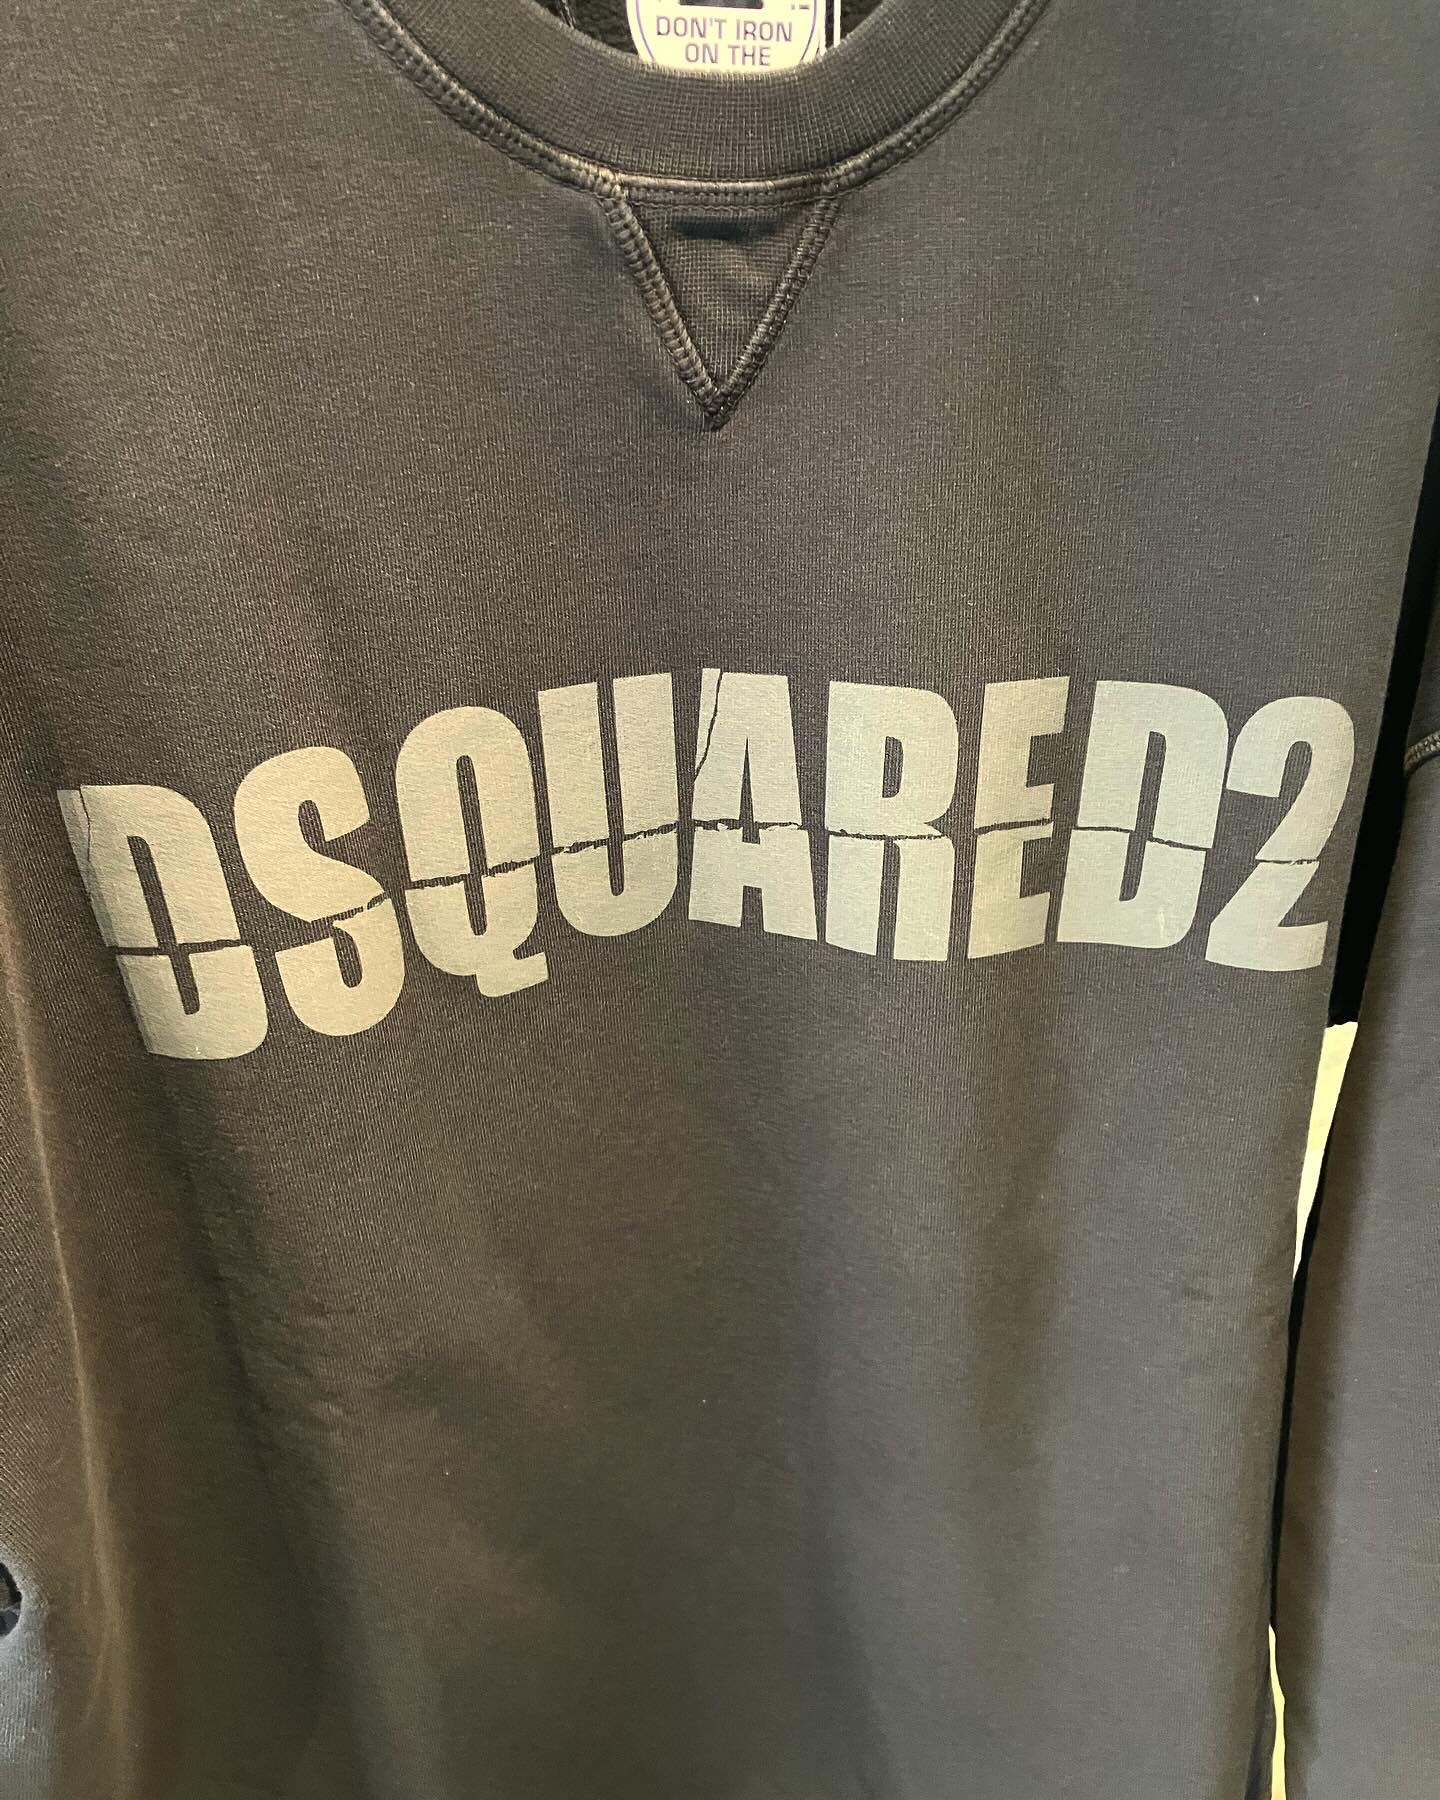 DON'T IRON
ON THE
DSQUARED2